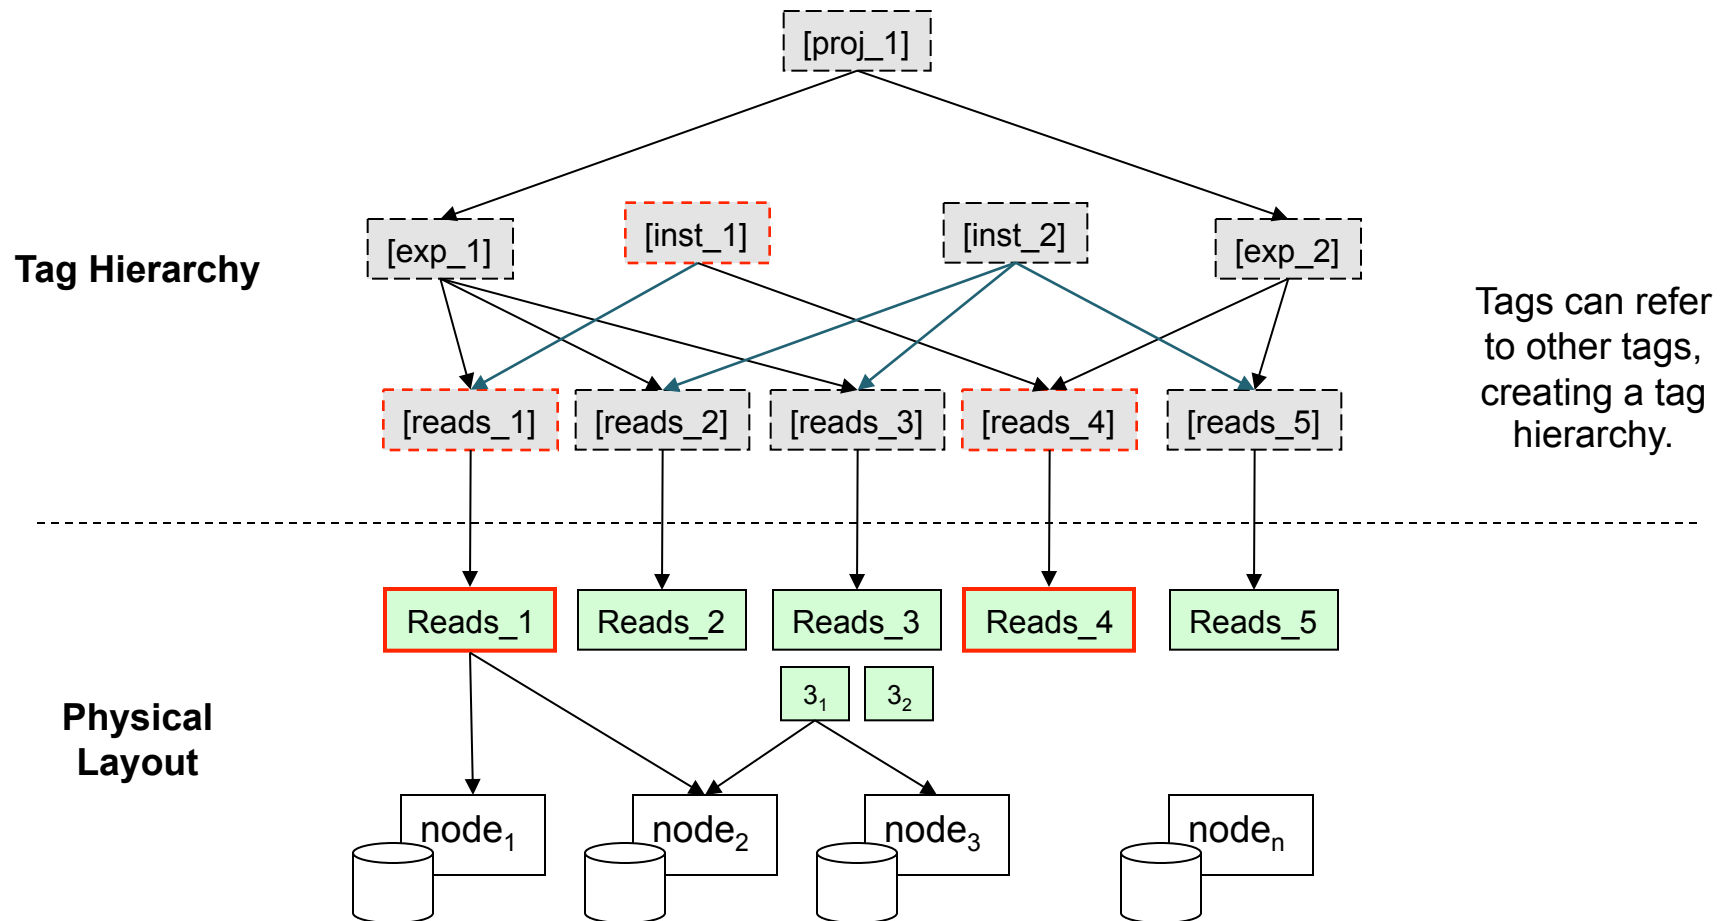 [proj_1]
[exp_1]
[inst_1]
[inst_2]
[exp_2]
Tag Hierarchy
Tags can refer
to other tags,
creating a tag
hierarchy.
[reads_1]
[reads_2]
[reads_3]
[reads_4]
[reads_5]
Reads_1
Reads_2
Reads_3
Reads_4
Reads_5
3₁
3₂
Physical
Layout
node₁
node₂
node₃
nodeₙ